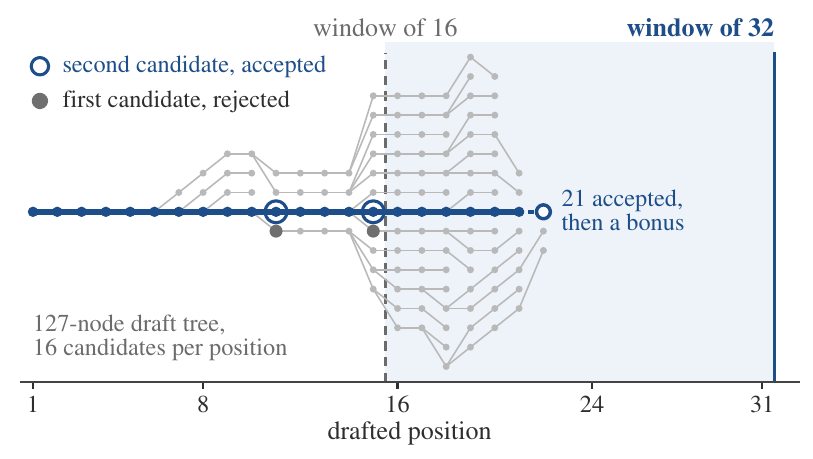 window of 16
window of 32
second candidate, accepted
first candidate, rejected
21 accepted,
then a bonus
127-node draft tree,
16 candidates per position
1 8 16 24 31
drafted position